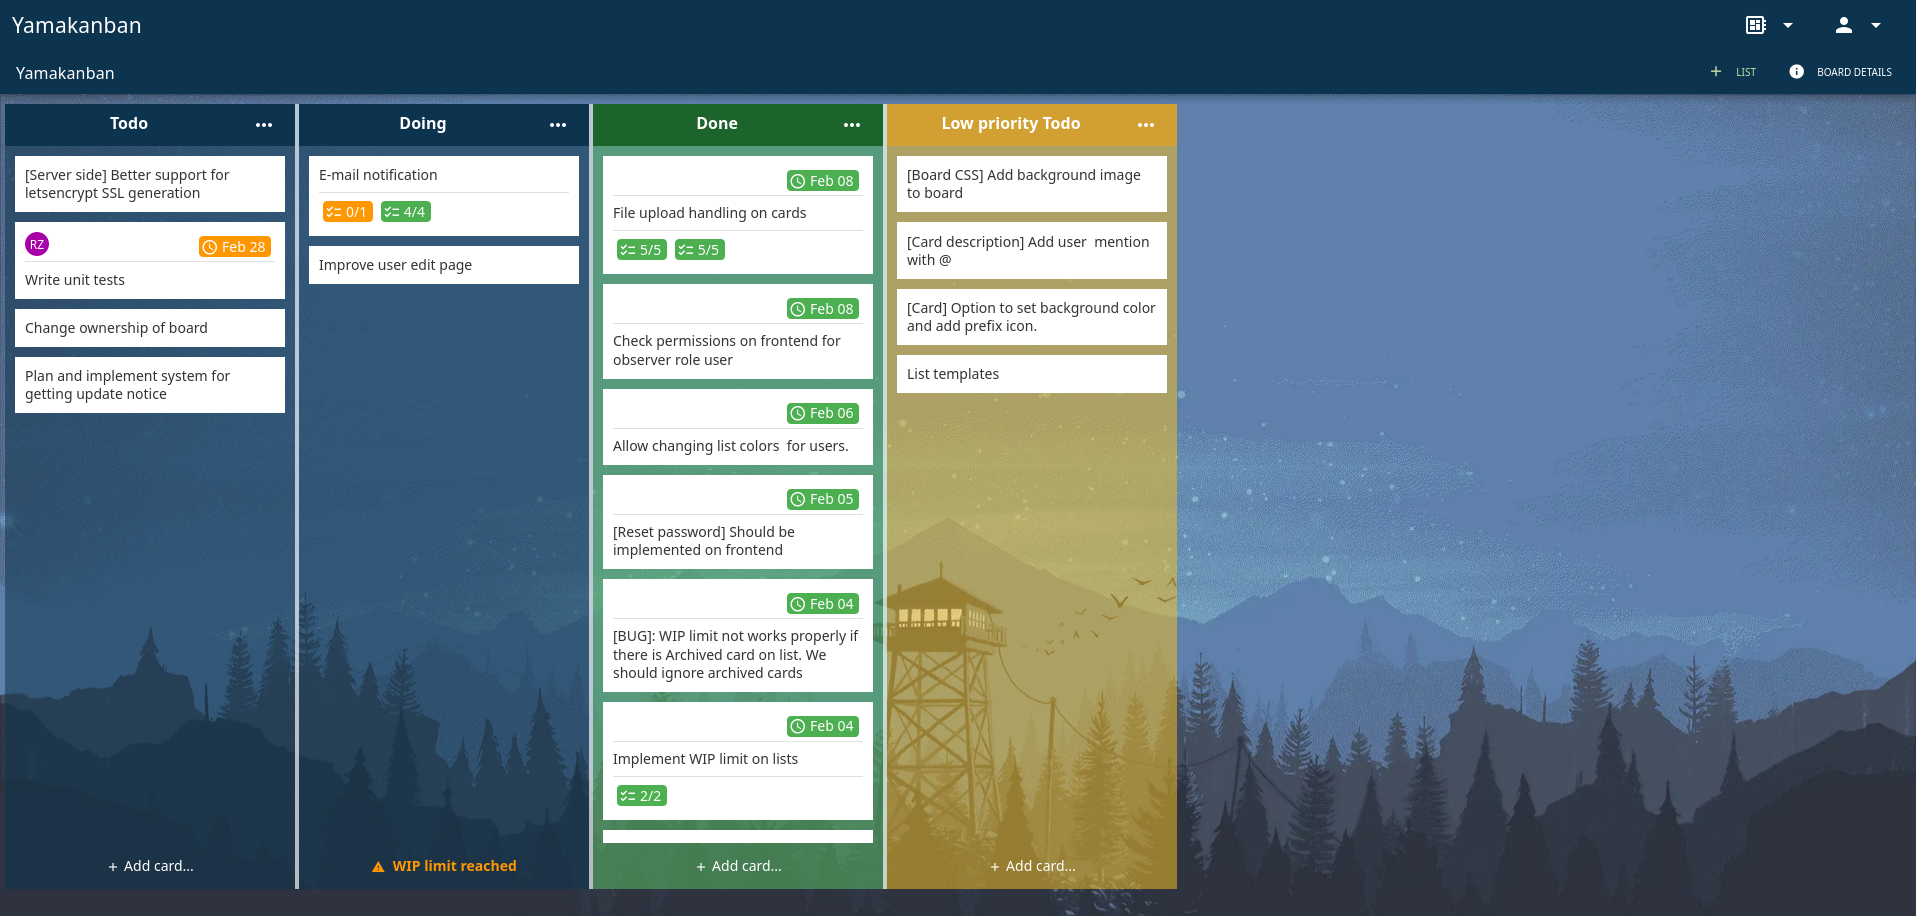 Yamakanban
Yamakanban
LIST
BOARD DETAILS
Todo
[Server side] Better support for
letsencrypt SSL generation
RZ
Feb 28
Write unit tests
Change ownership of board
Plan and implement system for
getting update notice
+ Add card...
Doing
E-mail notification
0/1
4/4
Improve user edit page
WIP limit reached
Done
Feb 08
File upload handling on cards
5/5
5/5
Feb 08
Check permissions on frontend for
observer role user
Feb 06
Allow changing list colors  for users.
Feb 05
[Reset password] Should be
implemented on frontend
Feb 04
[BUG]: WIP limit not works properly if
there is Archived card on list. We
should ignore archived cards
Feb 04
Implement WIP limit on lists
2/2
+ Add card...
Low priority Todo
[Board CSS] Add background image
to board
[Card description] Add user  mention
with @
[Card] Option to set background color
and add prefix icon.
List templates
+ Add card...